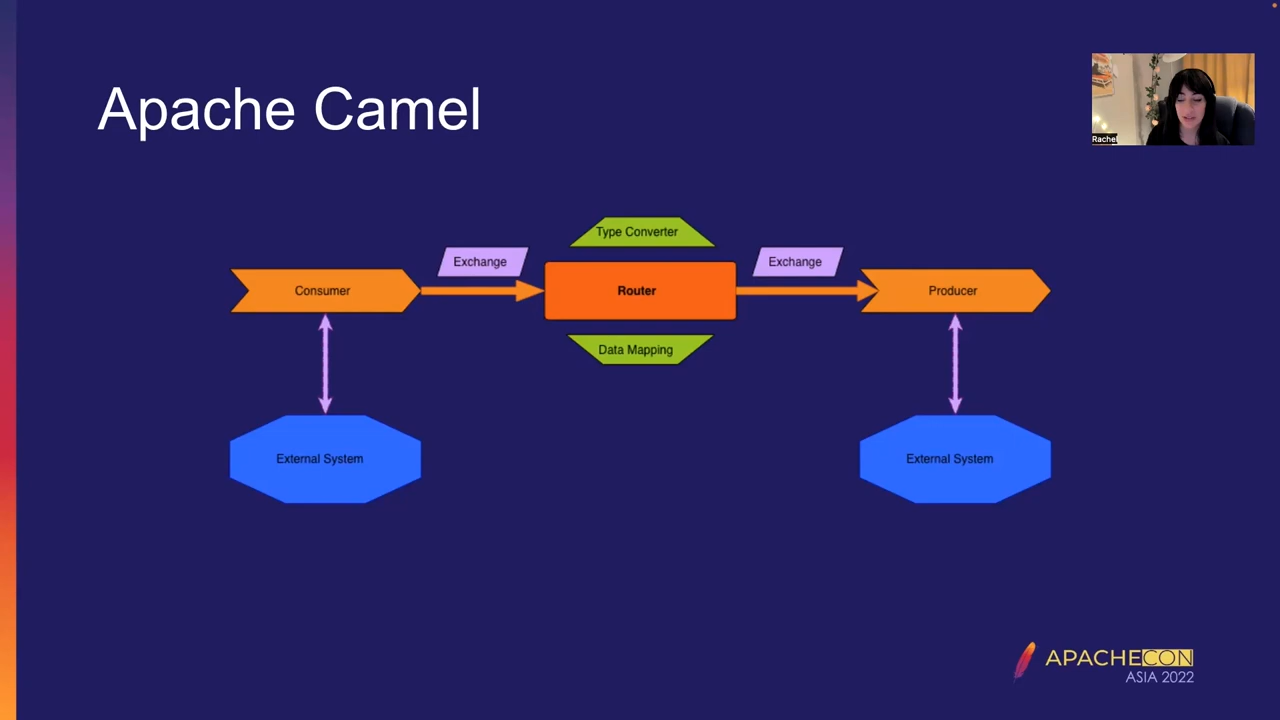 Apache Camel
Rachel
Type Converter
Exchange
Exchange
Consumer
Router
Producer
Data Mapping
External System
External System
APACHECON
ASIA 2022